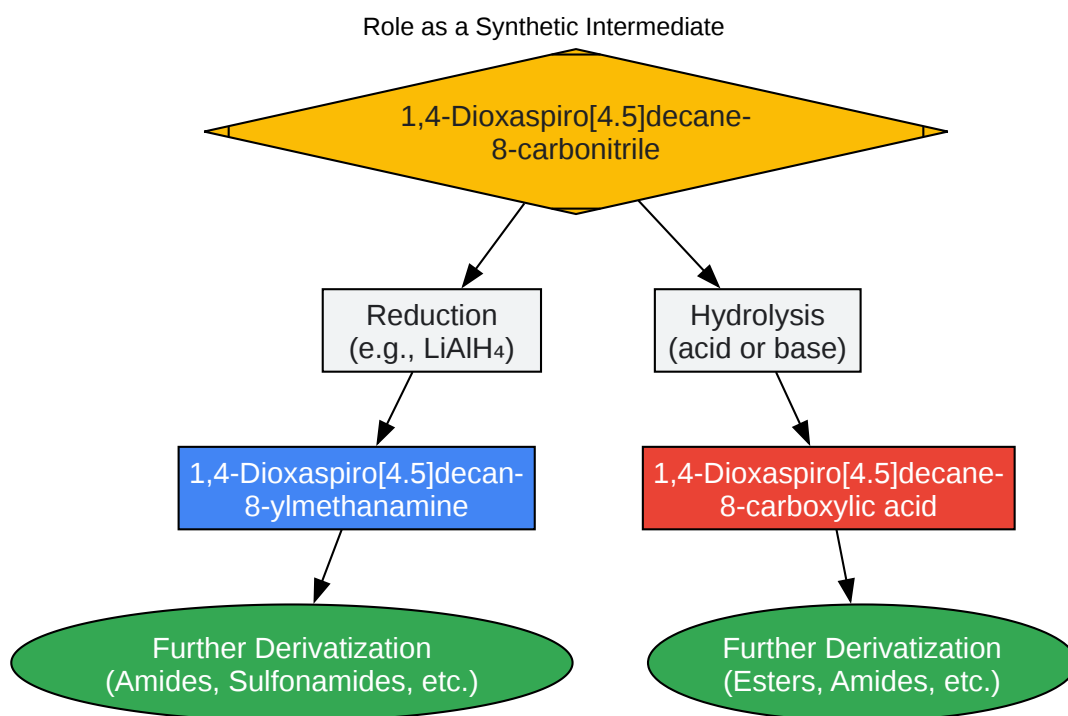 Role as a Synthetic Intermediate
1,4-Dioxaspiro[4.5]decane-
8-carbonitrile
Reduction
(e.g., LiAlH₄)
Hydrolysis
(acid or base)
1,4-Dioxaspiro[4.5]decan-
8-ylmethanamine
1,4-Dioxaspiro[4.5]decane-
8-carboxylic acid
Further Derivatization
(Amides, Sulfonamides, etc.)
Further Derivatization
(Esters, Amides, etc.)